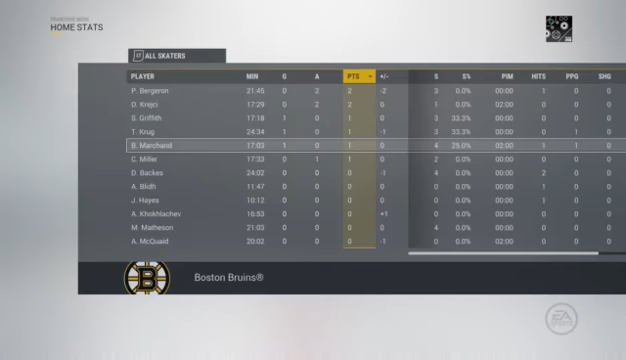 FRANCHISE MODE
HOME STATS
ALL SKATERS
PLAYER MIN G A PTS +/- S S% PIM HITS PPG SHG
P. Bergeron 21:45 0 2 2 -2 3 0.0% 00:00 1 0 0
D. Krejci 17:29 0 2 2 0 1 0.0% 02:00 0 0 0
S. Griffith 17:18 1 0 1 0 3 33.3% 00:00 0 0 0
T. Krug 24:34 1 0 1 -1 3 33.3% 00:00 0 1 0
B. Marchand 17:03 1 0 1 0 4 25.0% 02:00 1 1 0
C. Miller 17:33 0 1 1 0 2 0.0% 00:00 0 0 0
D. Backes 24:02 0 0 0 -1 4 0.0% 00:00 2 0 0
A. Blidh 11:47 0 0 0 0 0 0.0% 00:00 1 0 0
J. Hayes 10:12 0 0 0 0 0 0.0% 00:00 1 0 0
A. Khokhlachev 16:53 0 0 0 +1 0 0.0% 00:00 0 0 0
M. Matheson 21:03 0 0 0 0 4 0.0% 00:00 0 0 0
A. McQuaid 20:02 0 0 0 -1 0 0.0% 02:00 0 0 0
B
Boston Bruins®
EA
SPORTS